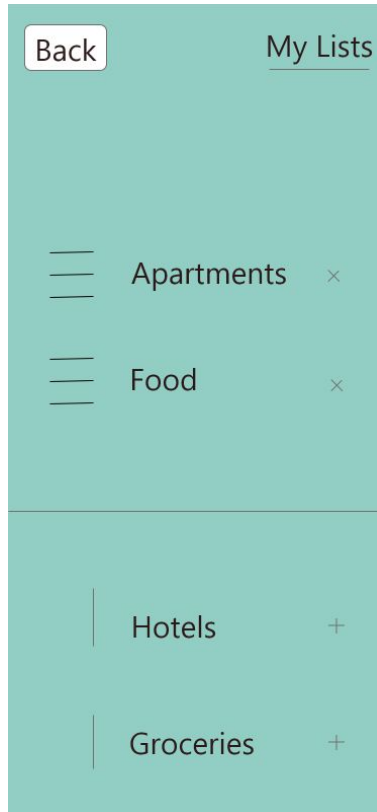 Back
My Lists
Apartments ×
Food ×
Hotels +
Groceries +